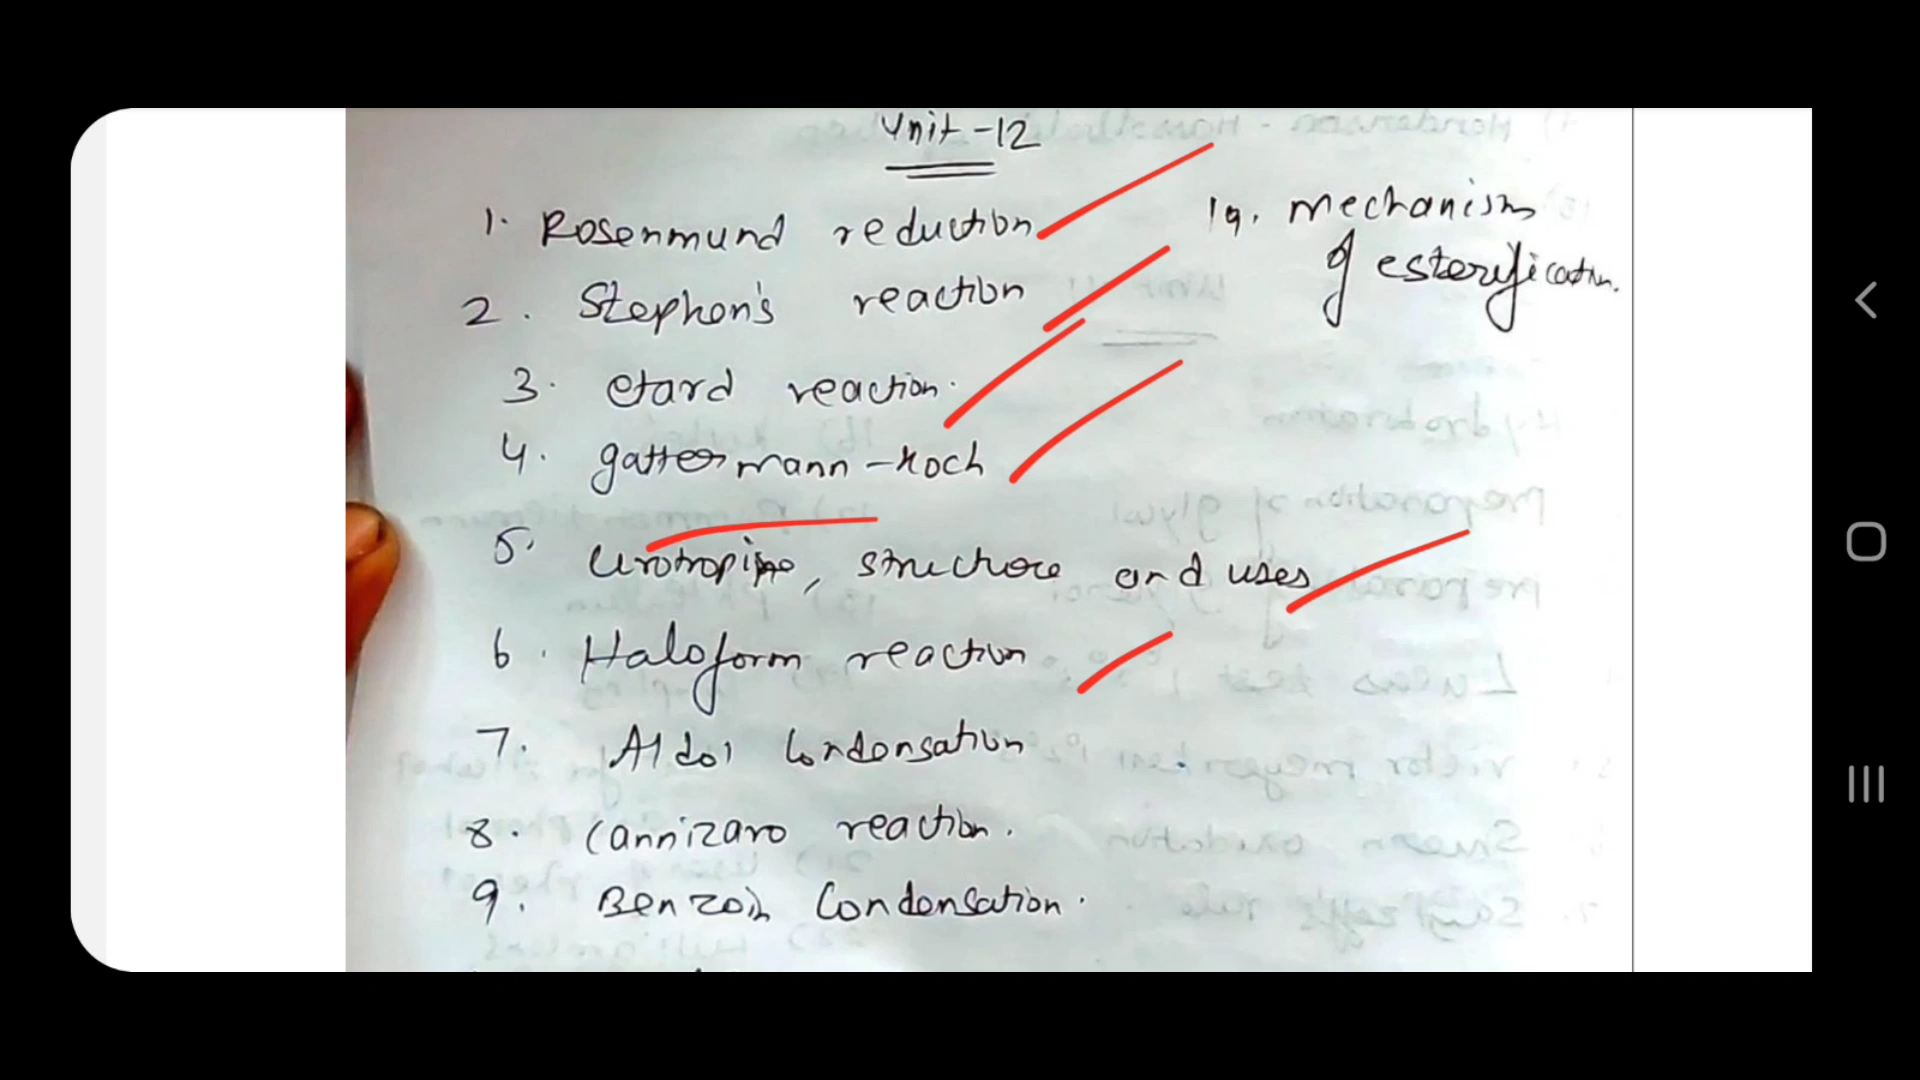 Unit-12
1. Rosenmund reduction
2. Stephen's reaction
3. etard reaction.
4. gattermann-koch
5. Urotropine, structure and uses
6. Haloform reaction
7. Aldol Condensation
8. Cannizaro reaction.
9. Benzoin Condensation.
19. mechanism
of esterification.